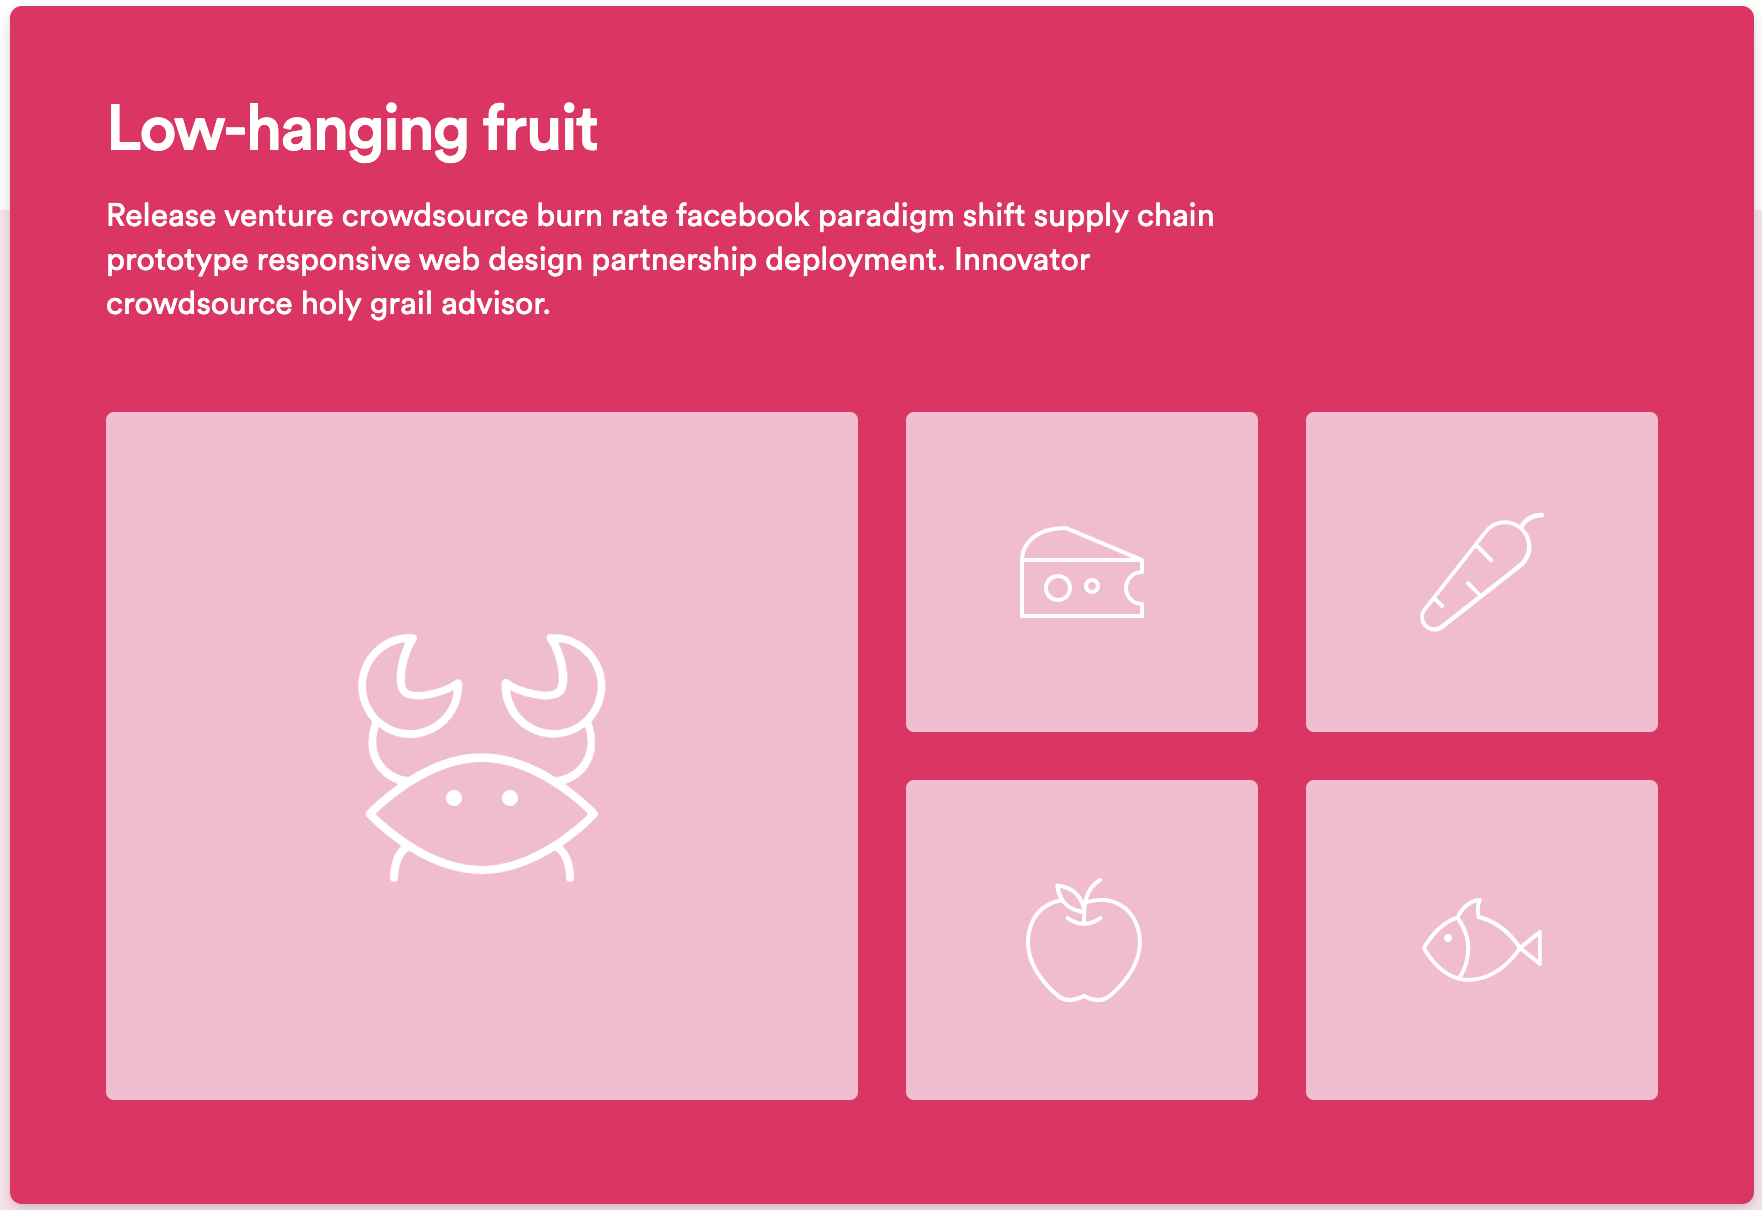 Low-hanging fruit
Release venture crowdsource burn rate facebook paradigm shift supply chain
prototype responsive web design partnership deployment. Innovator
crowdsource holy grail advisor.